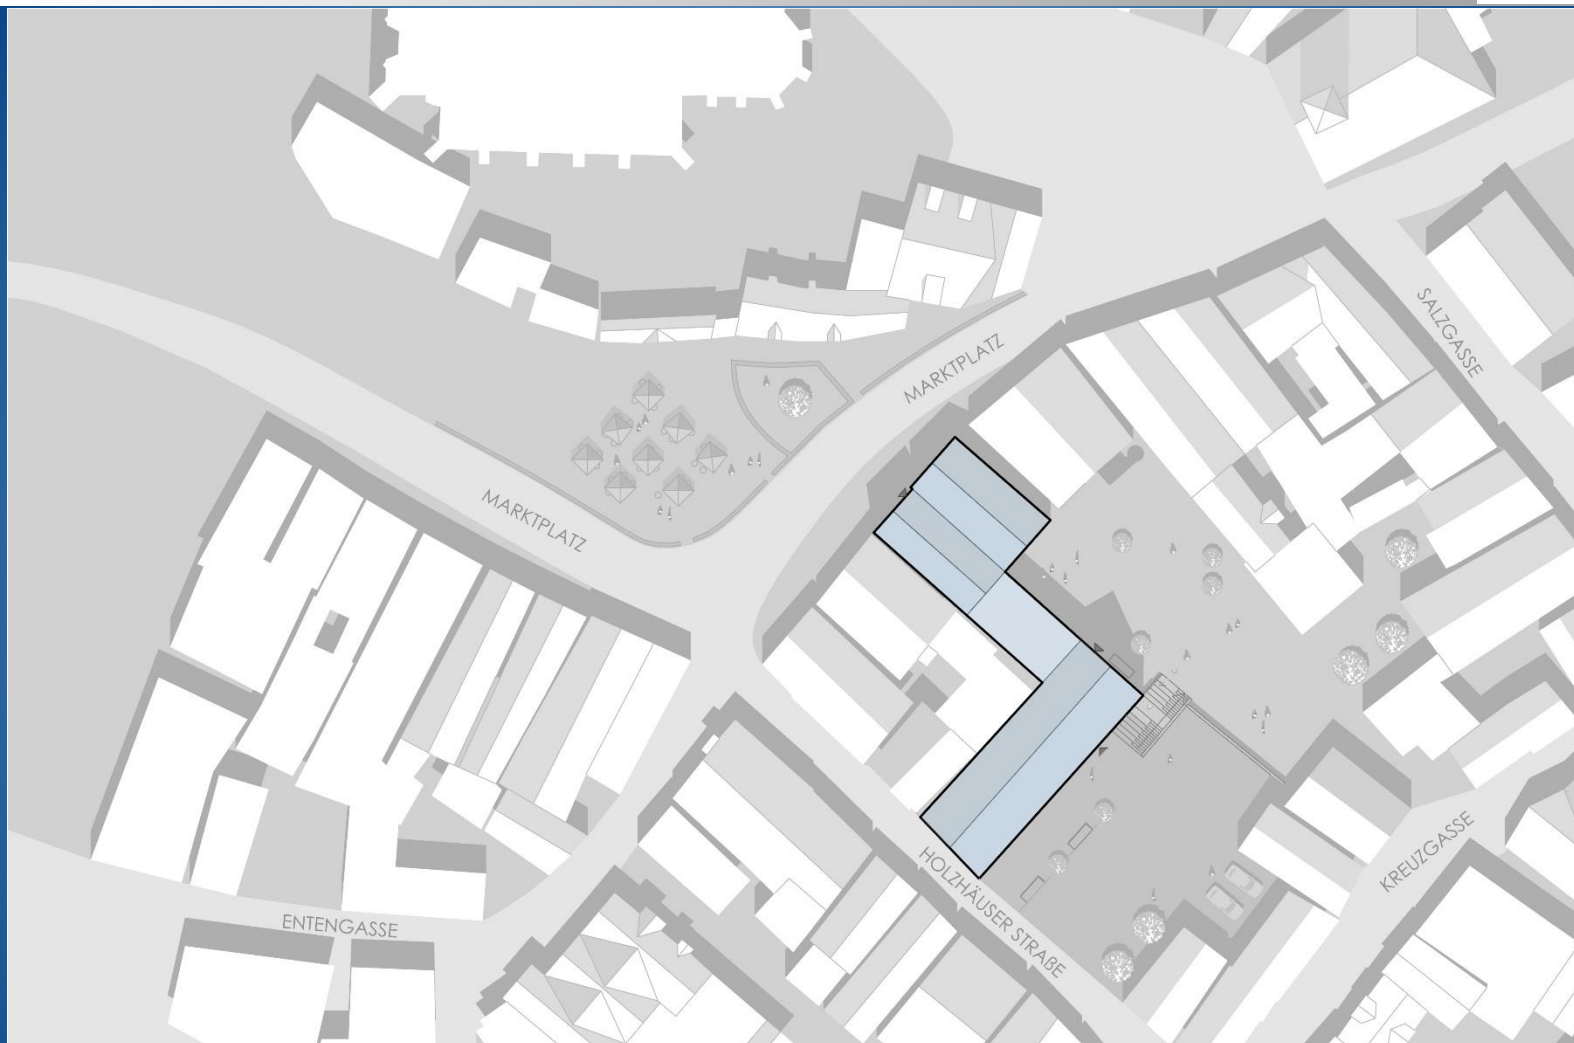 SALZGASSE
MARKTPLATZ
MARKTPLATZ
HOLZHÄUSER STRAßE
KREUZGASSE
ENTENGASSE